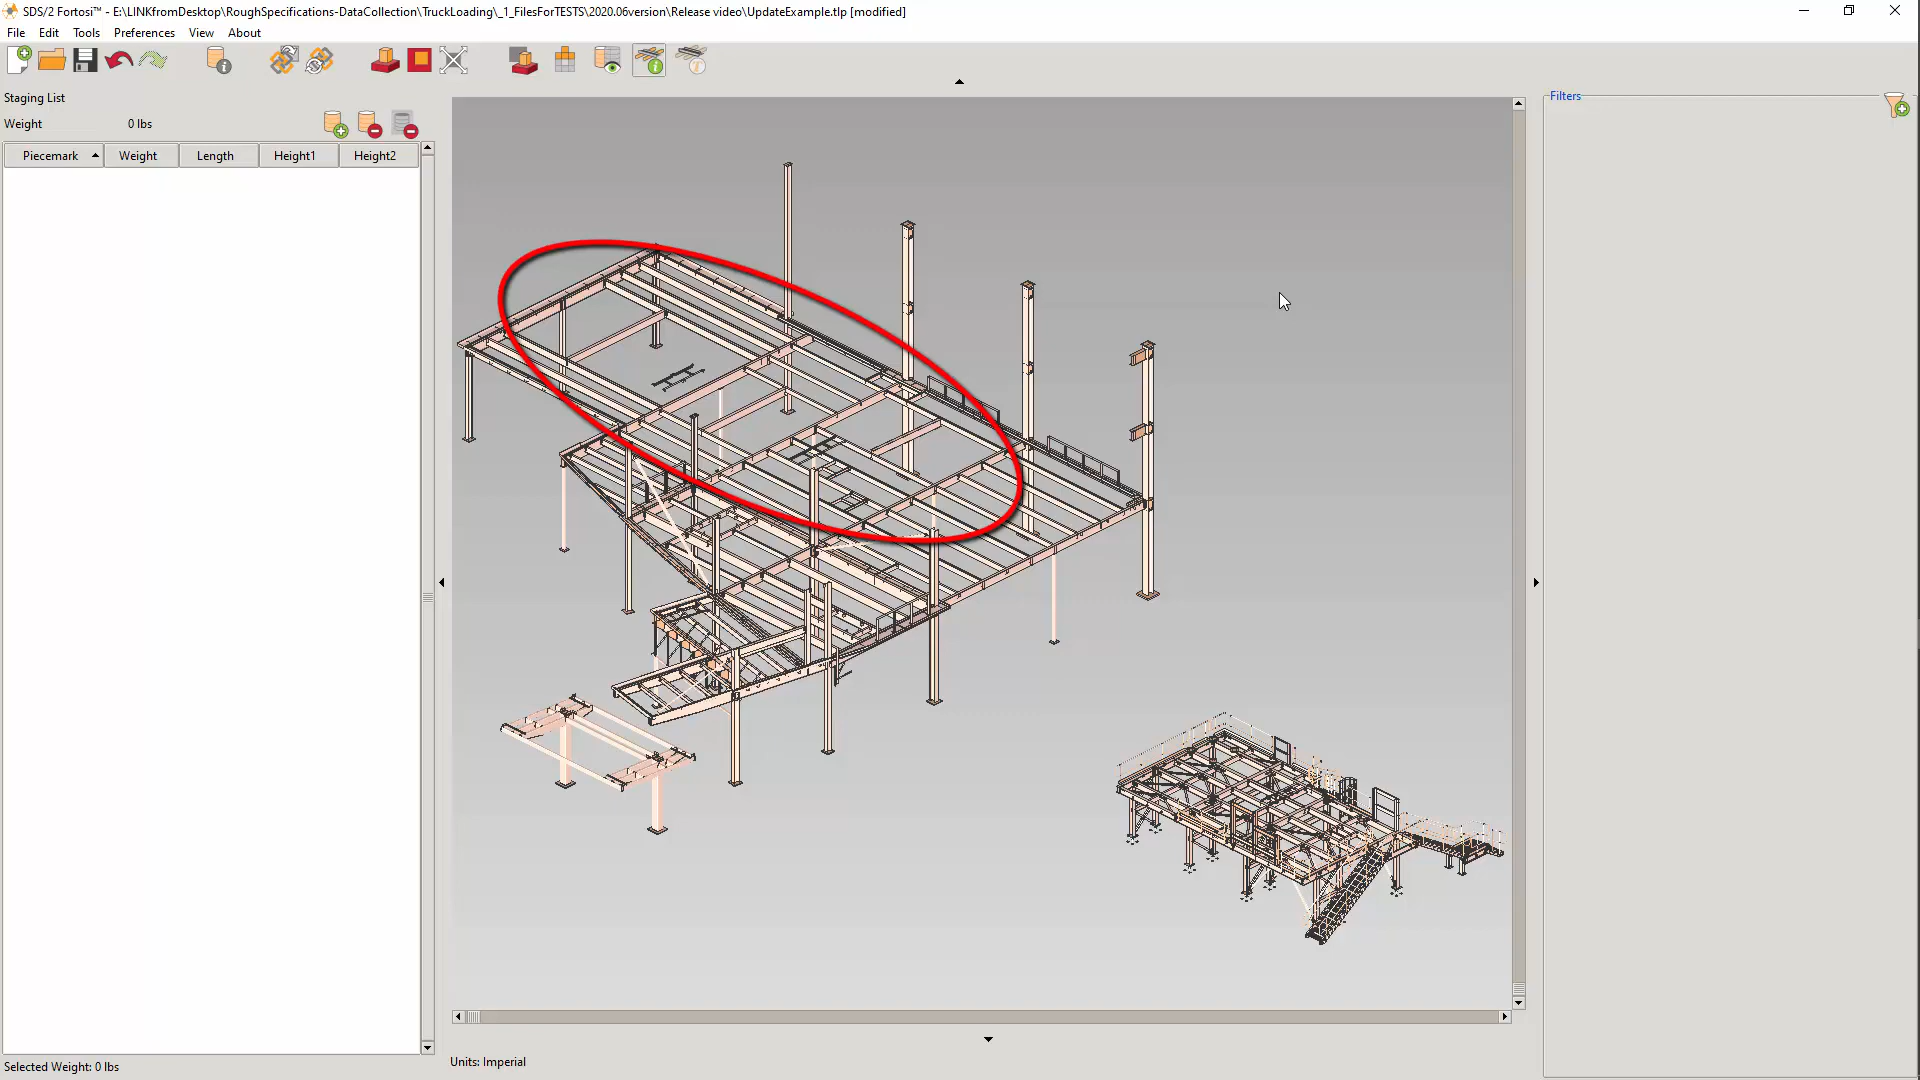 SDS/2 Fortosi™ - E:\LINKfromDesktop\RoughSpecifications-DataCollection\TruckLoading\_1_FilesForTESTS\2020.06version\Release video\UpdateExample.tlp [modified]
File Edit Tools Preferences View About
Staging List
Weight 0 lbs
Piecemark Weight Length Height1 Height2
Filters
Units: Imperial
Selected Weight: 0 lbs